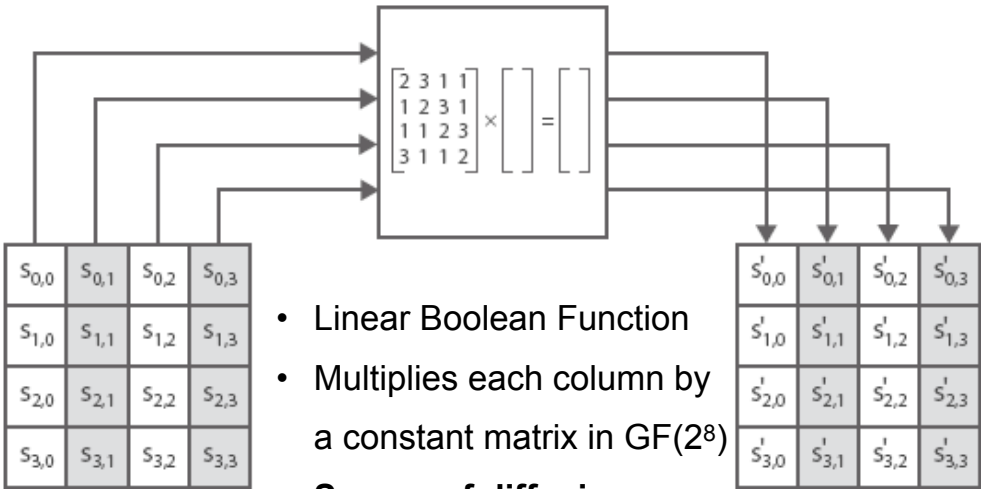 2 3 1 1
1 2 3 1
1 1 2 3
3 1 1 2
× =
S0,0 S0,1 S0,2 S0,3
S1,0 S1,1 S1,2 S1,3
S2,0 S2,1 S2,2 S2,3
S3,0 S3,1 S3,2 S3,3
• Linear Boolean Function
• Multiplies each column by
a constant matrix in GF(2⁸)
S'0,0 S'0,1 S'0,2 S'0,3
S'1,0 S'1,1 S'1,2 S'1,3
S'2,0 S'2,1 S'2,2 S'2,3
S'3,0 S'3,1 S'3,2 S'3,3